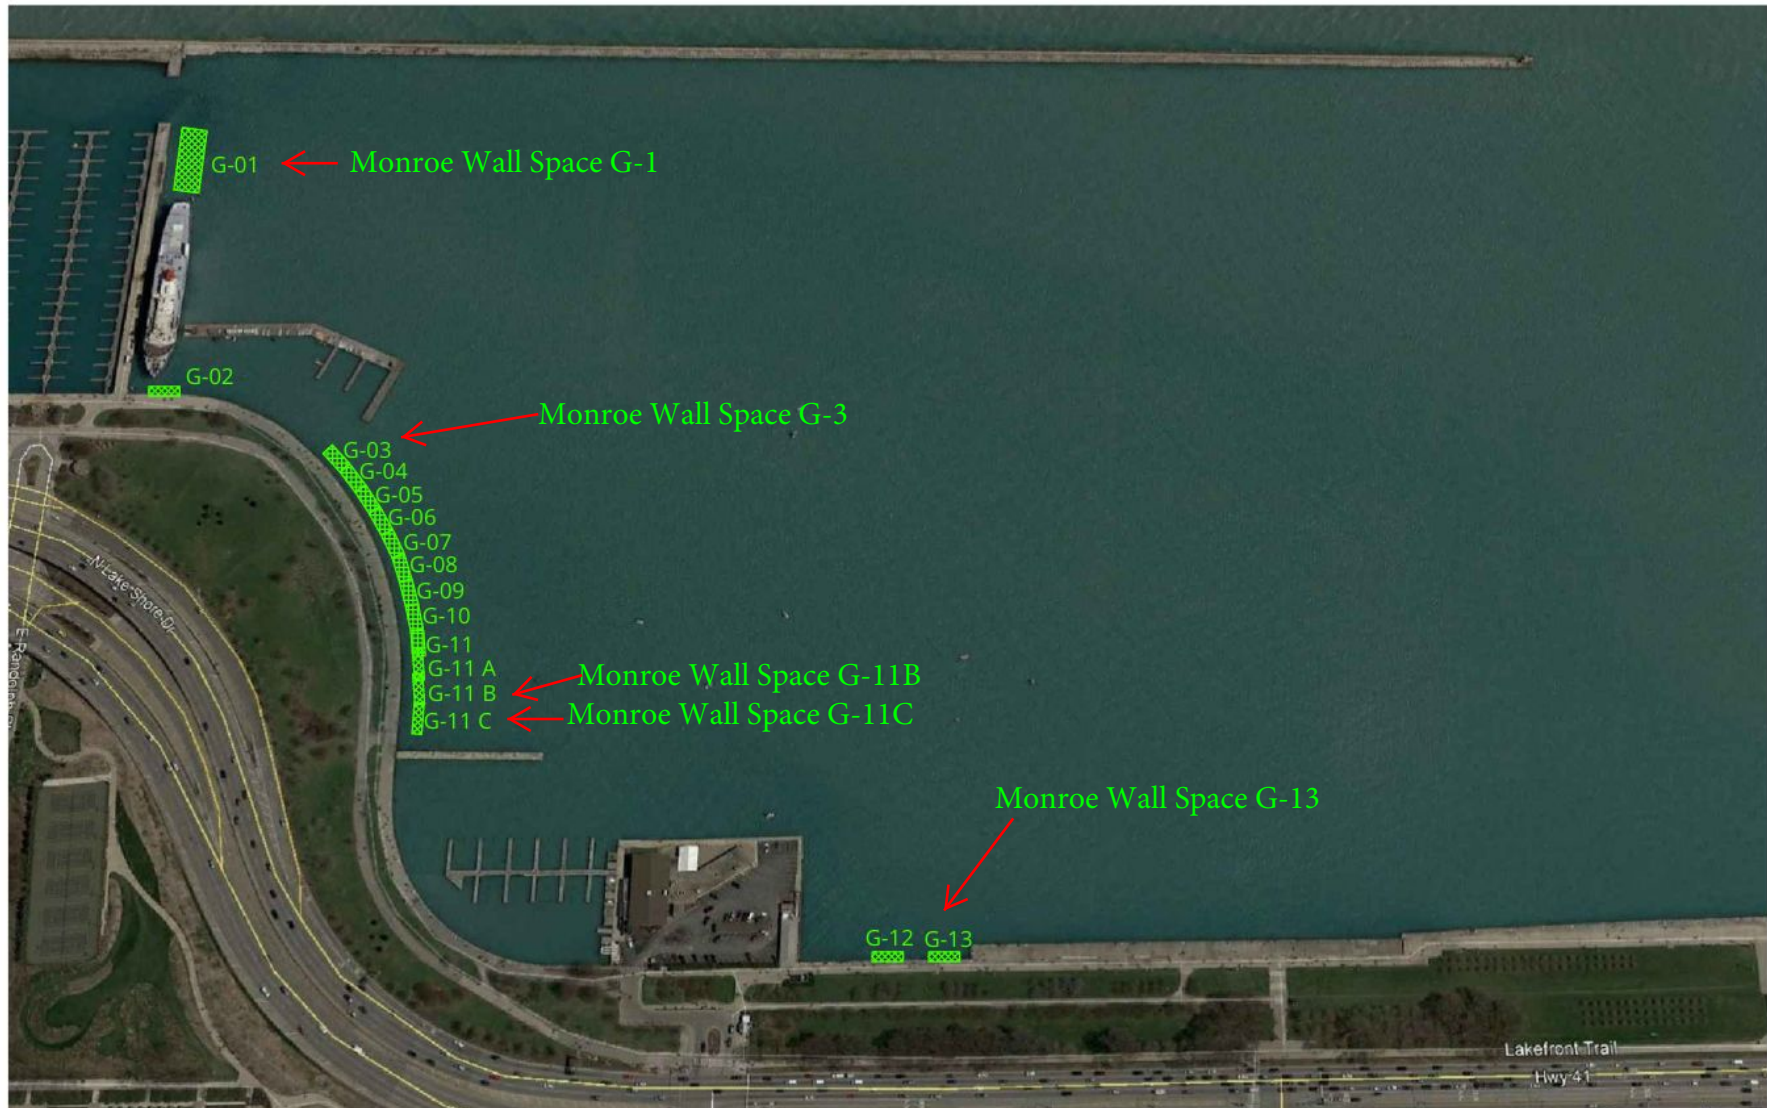 G-01
Monroe Wall Space G-1
G-02
Monroe Wall Space G-3
G-03
G-04
G-05
G-06
G-07
G-08
G-09
G-10
G-11
G-11 A
G-11 B
G-11 C
Monroe Wall Space G-11B
Monroe Wall Space G-11C
Monroe Wall Space G-13
G-12
G-13
N Lake Shore Dr
E Randolph St
Lakefront Trail
Hwy 41